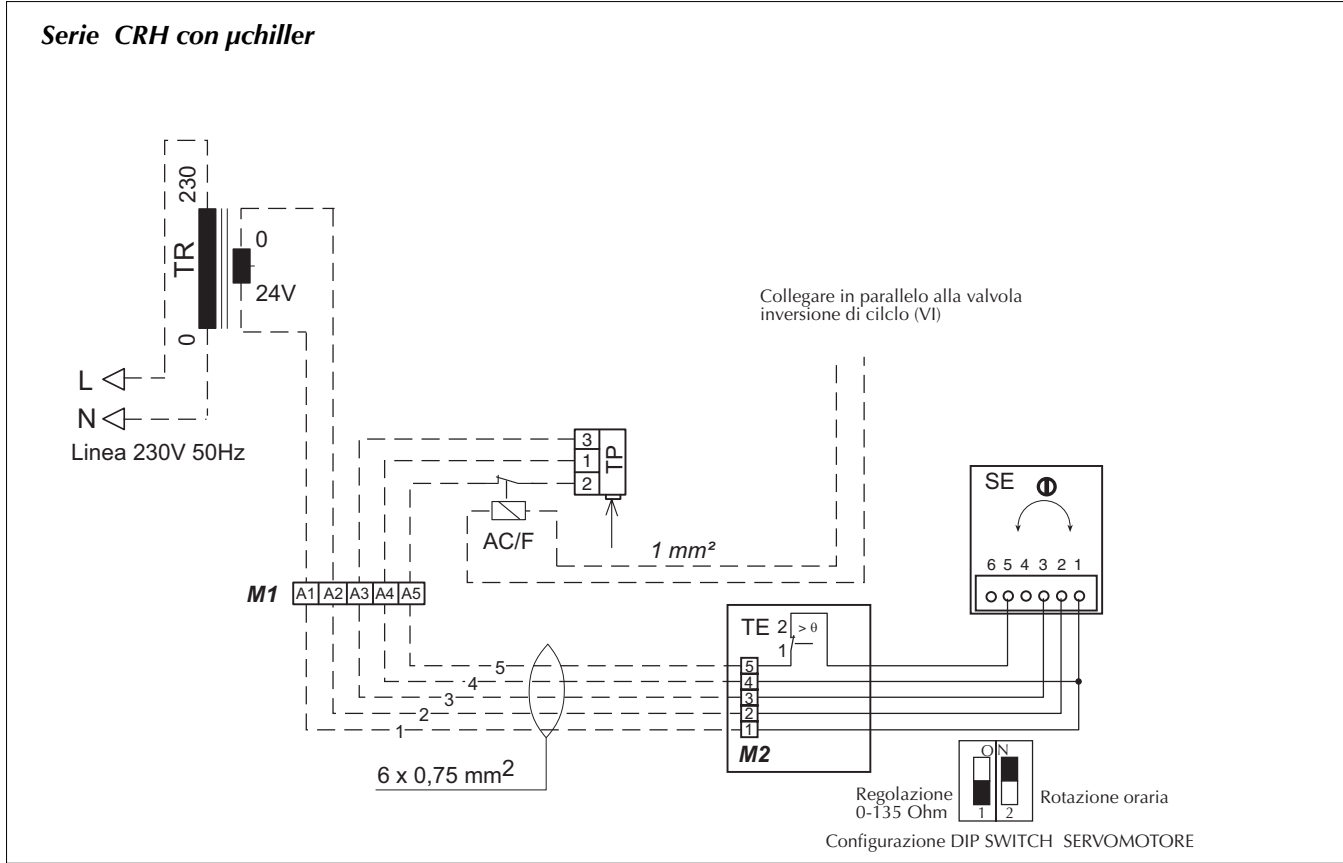 Serie CRH con µchiller
230
TR
0
0
24V
L
N
Linea 230V 50Hz
Collegare in parallelo alla valvola
inversione di cilclo (VI)
3
1
2
TP
AC/F
1 mm²
SE
6 5 4 3 2 1
M1
A1 A2 A3 A4 A5
TE
2
> θ
1
5
4
3
2
1
5
4
3
2
1
M2
6 x 0,75 mm²
ON
1 2
Regolazione
0-135 Ohm
Rotazione oraria
Configurazione DIP SWITCH SERVOMOTORE